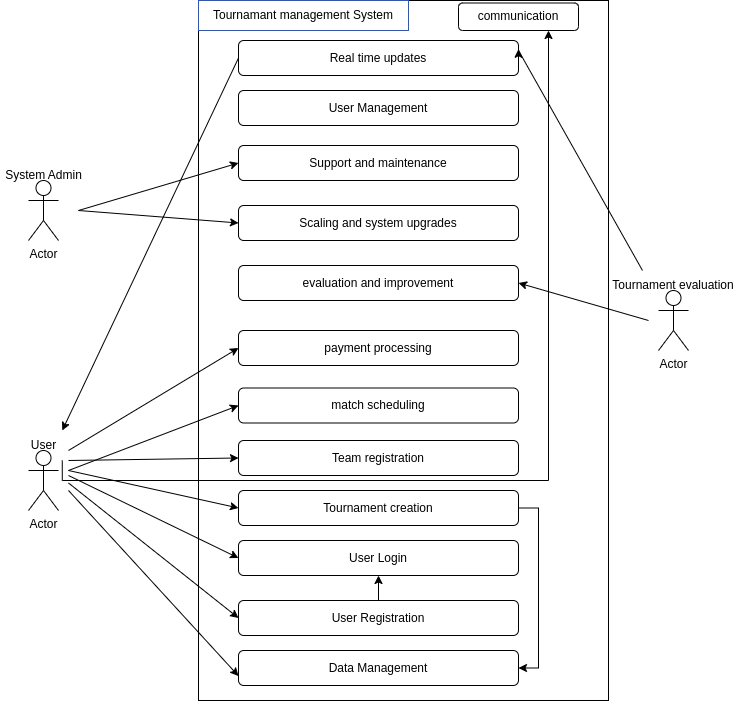 Tournamant management System
communication
Real time updates
User Management
Support and maintenance
System Admin
Scaling and system upgrades
Actor
evaluation and improvement
Tournament evaluation
payment processing
Actor
match scheduling
User
Team registration
Tournament creation
Actor
User Login
User Registration
Data Management